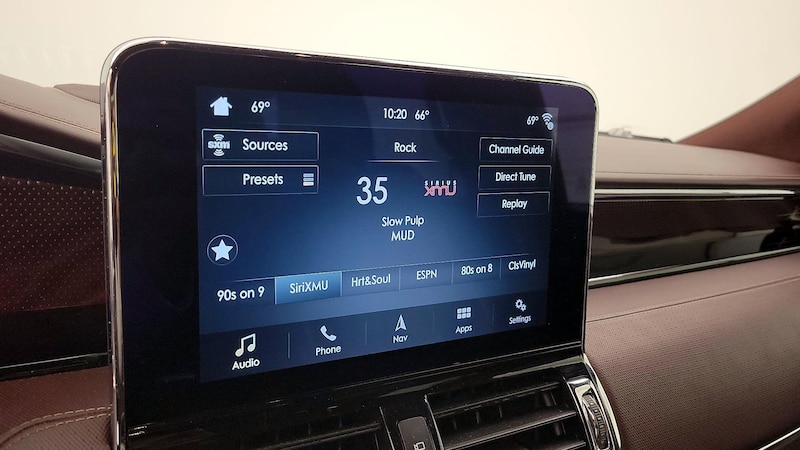 69° 10:20 66° 69°
sxm Sources
Presets
Rock
35 SIRIUS xmu
Slow Pulp
MUD
Channel Guide
Direct Tune
Replay
90s on 9 SiriXMU Hrt&Soul ESPN 80s on 8 ClsVinyl
Audio Phone Nav Apps Settings